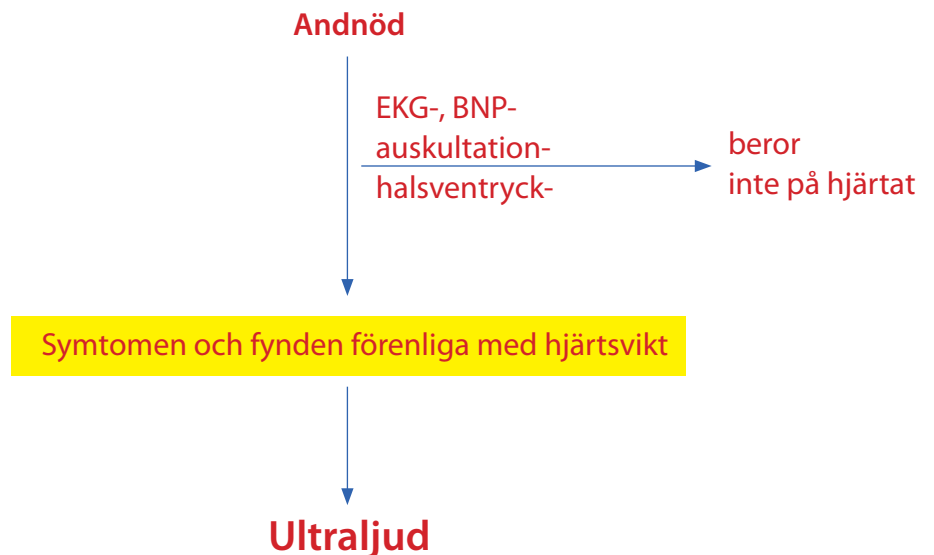 Andnöd
EKG-, BNP-
auskultation-
halsventryck-
beror
inte på hjärtat
Symtomen och fynden förenliga med hjärtsvikt
Ultraljud